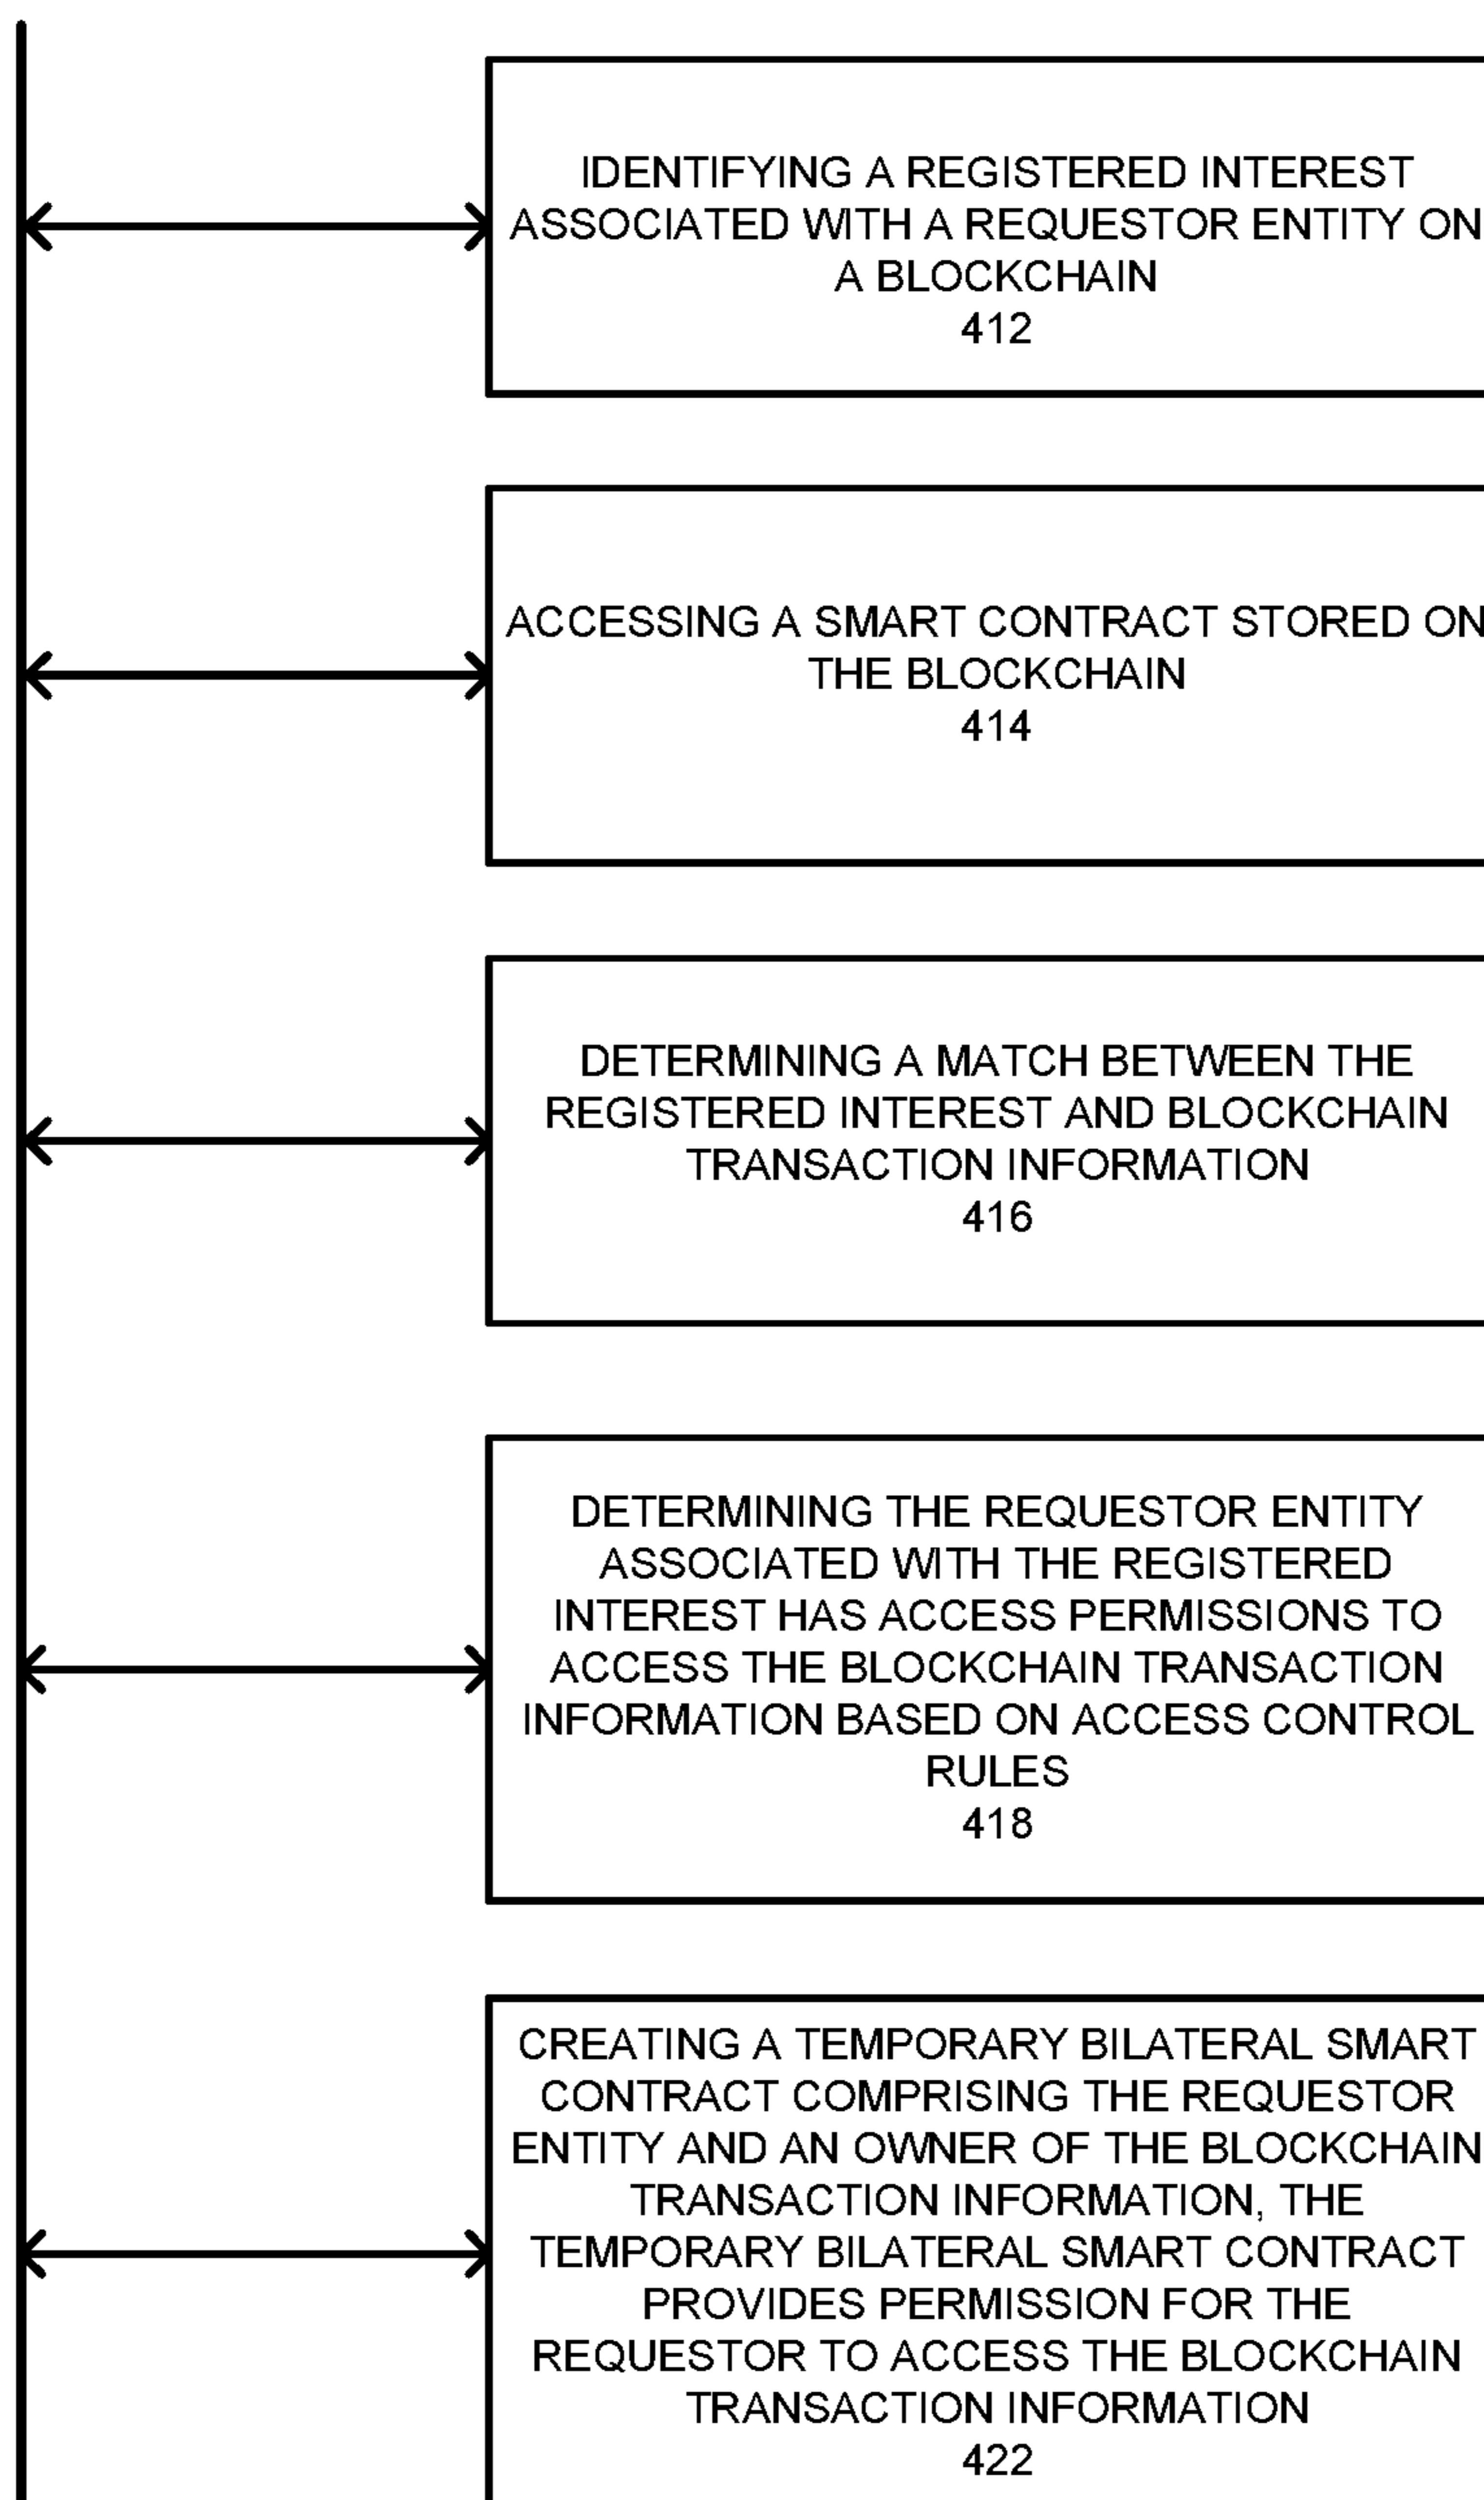 IDENTIFYING A REGISTERED INTEREST
ASSOCIATED WITH A REQUESTOR ENTITY ON
A BLOCKCHAIN
412
ACCESSING A SMART CONTRACT STORED ON
THE BLOCKCHAIN
414
DETERMINING A MATCH BETWEEN THE
REGISTERED INTEREST AND BLOCKCHAIN
TRANSACTION INFORMATION
416
DETERMINING THE REQUESTOR ENTITY
ASSOCIATED WITH THE REGISTERED
INTEREST HAS ACCESS PERMISSIONS TO
ACCESS THE BLOCKCHAIN TRANSACTION
INFORMATION BASED ON ACCESS CONTROL
RULES
418
CREATING A TEMPORARY BILATERAL SMART
CONTRACT COMPRISING THE REQUESTOR
ENTITY AND AN OWNER OF THE BLOCKCHAIN
TRANSACTION INFORMATION, THE
TEMPORARY BILATERAL SMART CONTRACT
PROVIDES PERMISSION FOR THE
REQUESTOR TO ACCESS THE BLOCKCHAIN
TRANSACTION INFORMATION
422